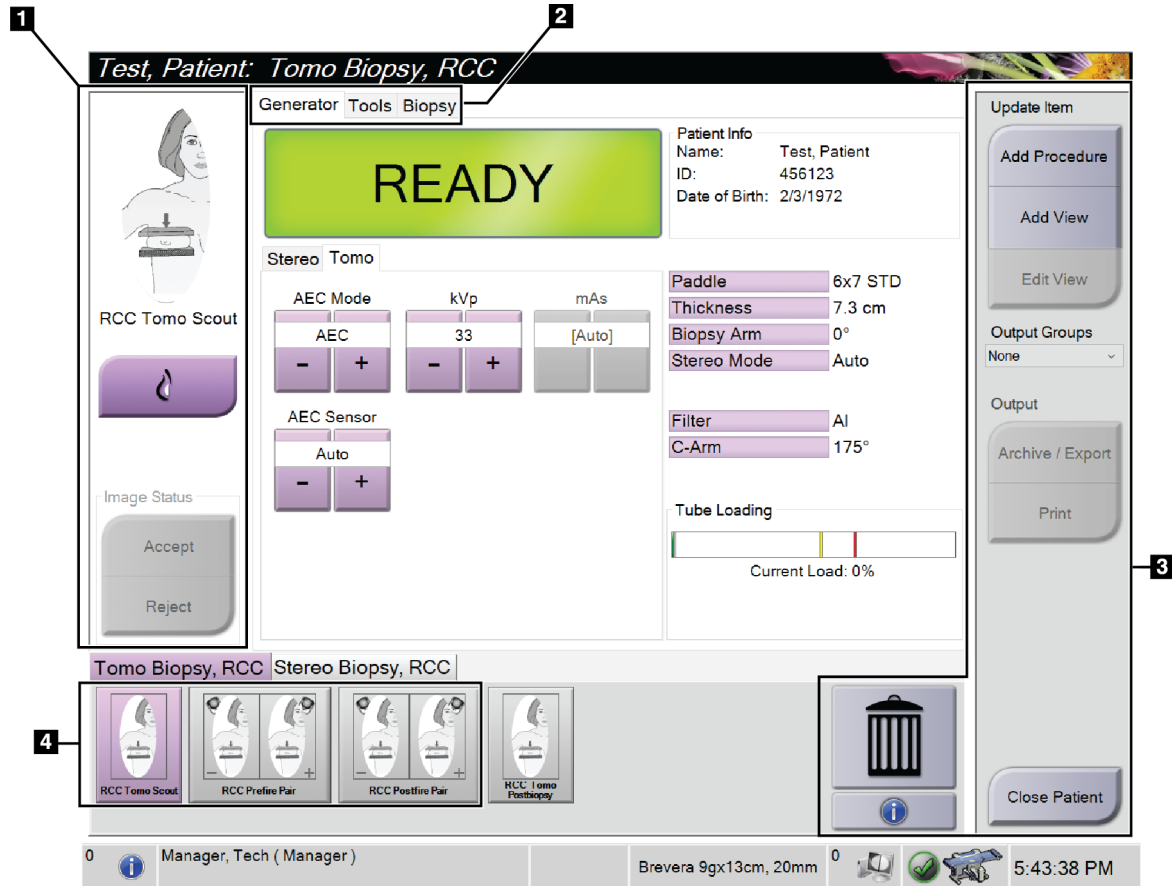 1
2
Test, Patient: Tomo Biopsy, RCC
Generator Tools Biopsy
READY
Patient Info
Name: Test, Patient
ID: 456123
Date of Birth: 2/3/1972
Update Item
Add Procedure
Add View
Edit View
Output Groups
None
Output
Archive / Export
Print
3
Close Patient
RCC Tomo Scout
Image Status
Accept
Reject
Stereo Tomo
AEC Mode kVp mAs
AEC 33 [Auto]
- + - +
AEC Sensor
Auto
- +
Paddle 6x7 STD
Thickness 7.3 cm
Biopsy Arm 0°
Stereo Mode Auto
Filter Al
C-Arm 175°
Tube Loading
Current Load: 0%
Tomo Biopsy, RCC Stereo Biopsy, RCC
4
- + - +
RCC Tomo Scout RCC Prefire Pair RCC Postfire Pair RCC Tomo
Postbiopsy
0 Manager, Tech ( Manager ) Brevera 9gx13cm, 20mm 0 5:43:38 PM